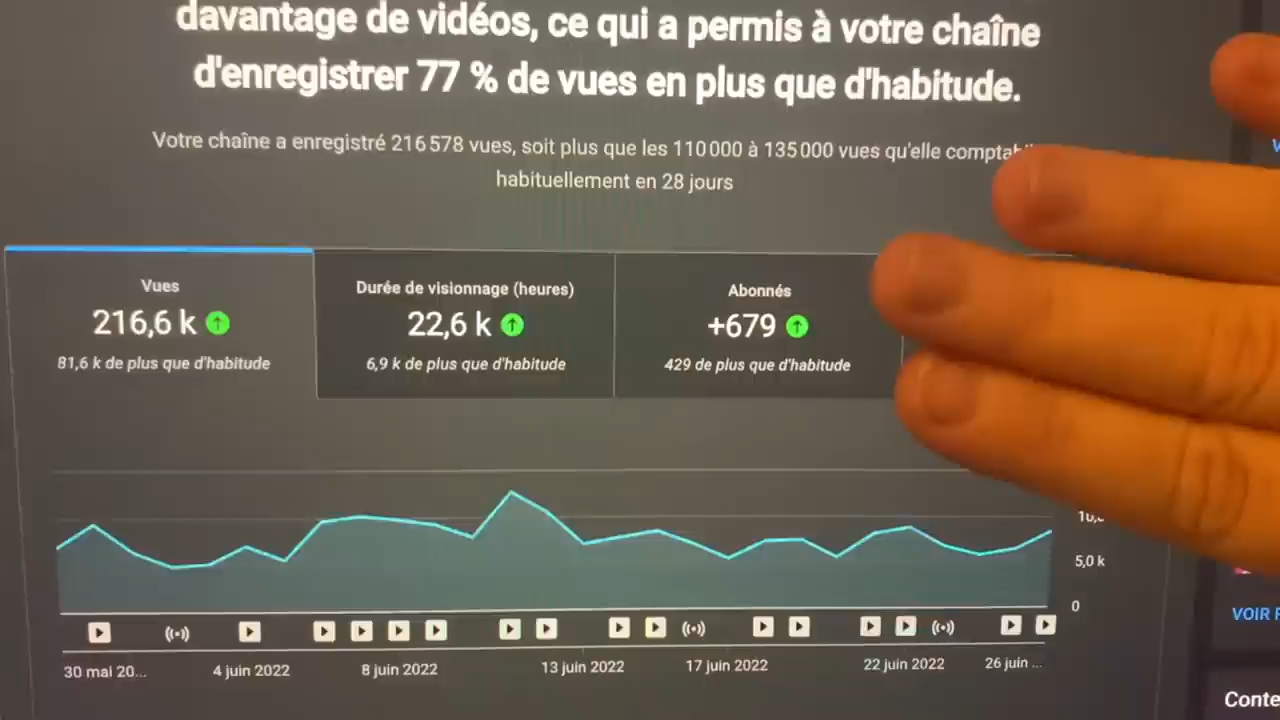 davantage de vidéos, ce qui a permis à votre chaîne
d'enregistrer 77 % de vues en plus que d'habitude.
Votre chaîne a enregistré 216 578 vues, soit plus que les 110 000 à 135 000 vues qu'elle
habituellement en 28 jours
Vues
216,6 k
81,6 k de plus que d'habitude
Durée de visionnage (heures)
22,6 k
6,9 k de plus que d'habitude
Abonnés
+679
429 de plus que d'habitude
5,0 k
0
30 mai 20... 4 juin 2022 8 juin 2022 13 juin 2022 17 juin 2022 22 juin 2022 26 juin ...
VOIR